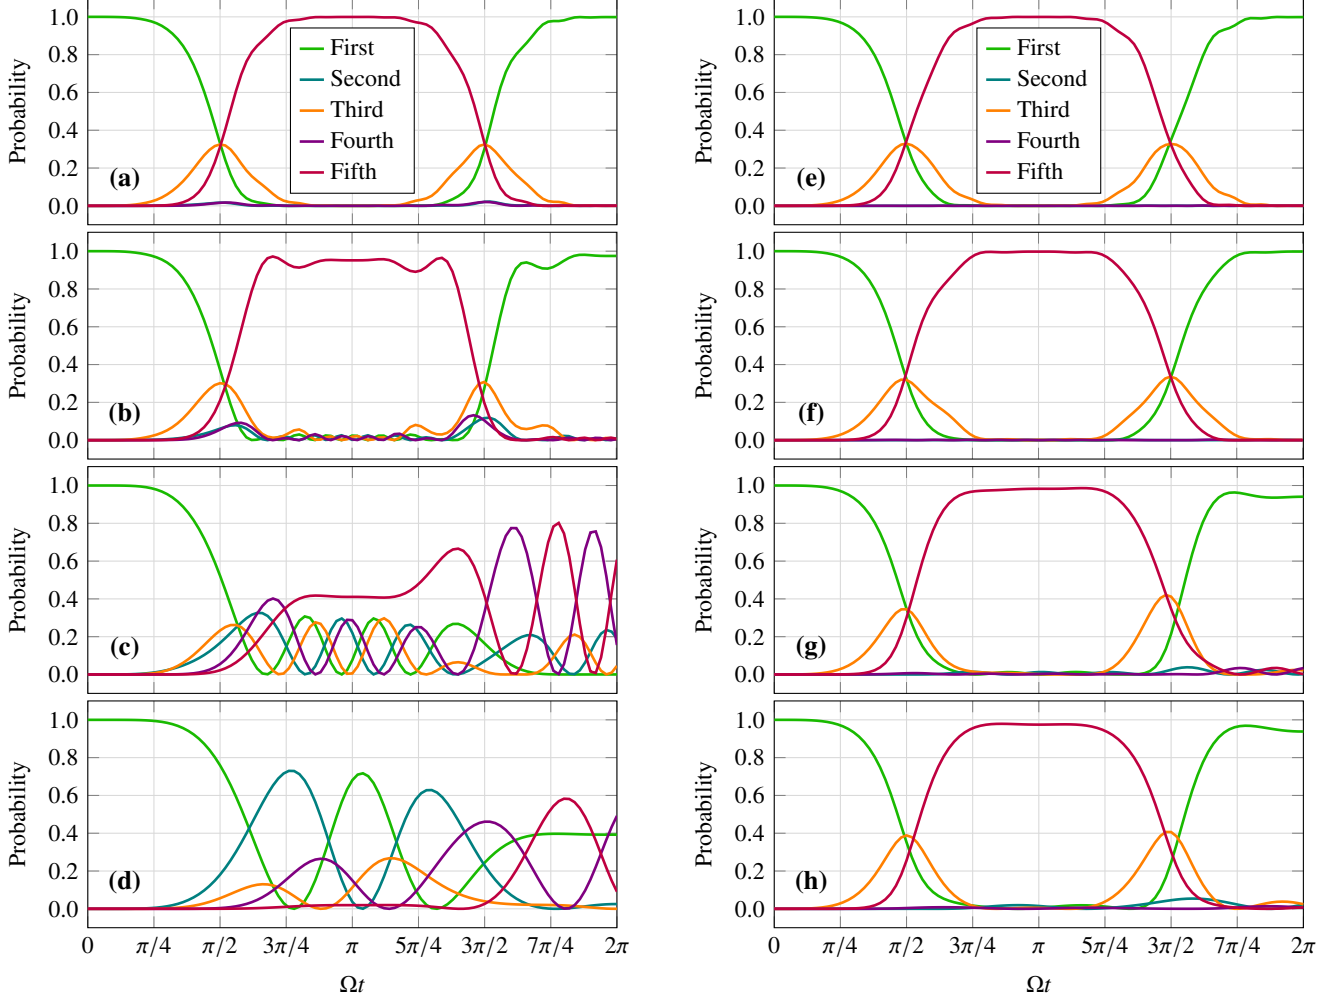 1.0
0.8
0.6
0.4
0.2
0.0
Probability
(a)
First
Second
Third
Fourth
Fifth
1.0
0.8
0.6
0.4
0.2
0.0
Probability
(b)
1.0
0.8
0.6
0.4
0.2
0.0
Probability
(c)
1.0
0.8
0.6
0.4
0.2
0.0
Probability
(d)
0 π/4 π/2 3π/4 π 5π/4 3π/2 7π/4 2π
Ωt
1.0
0.8
0.6
0.4
0.2
0.0
Probability
(e)
First
Second
Third
Fourth
Fifth
1.0
0.8
0.6
0.4
0.2
0.0
Probability
(f)
1.0
0.8
0.6
0.4
0.2
0.0
Probability
(g)
1.0
0.8
0.6
0.4
0.2
0.0
Probability
(h)
0 π/4 π/2 3π/4 π 5π/4 3π/2 7π/4 2π
Ωt